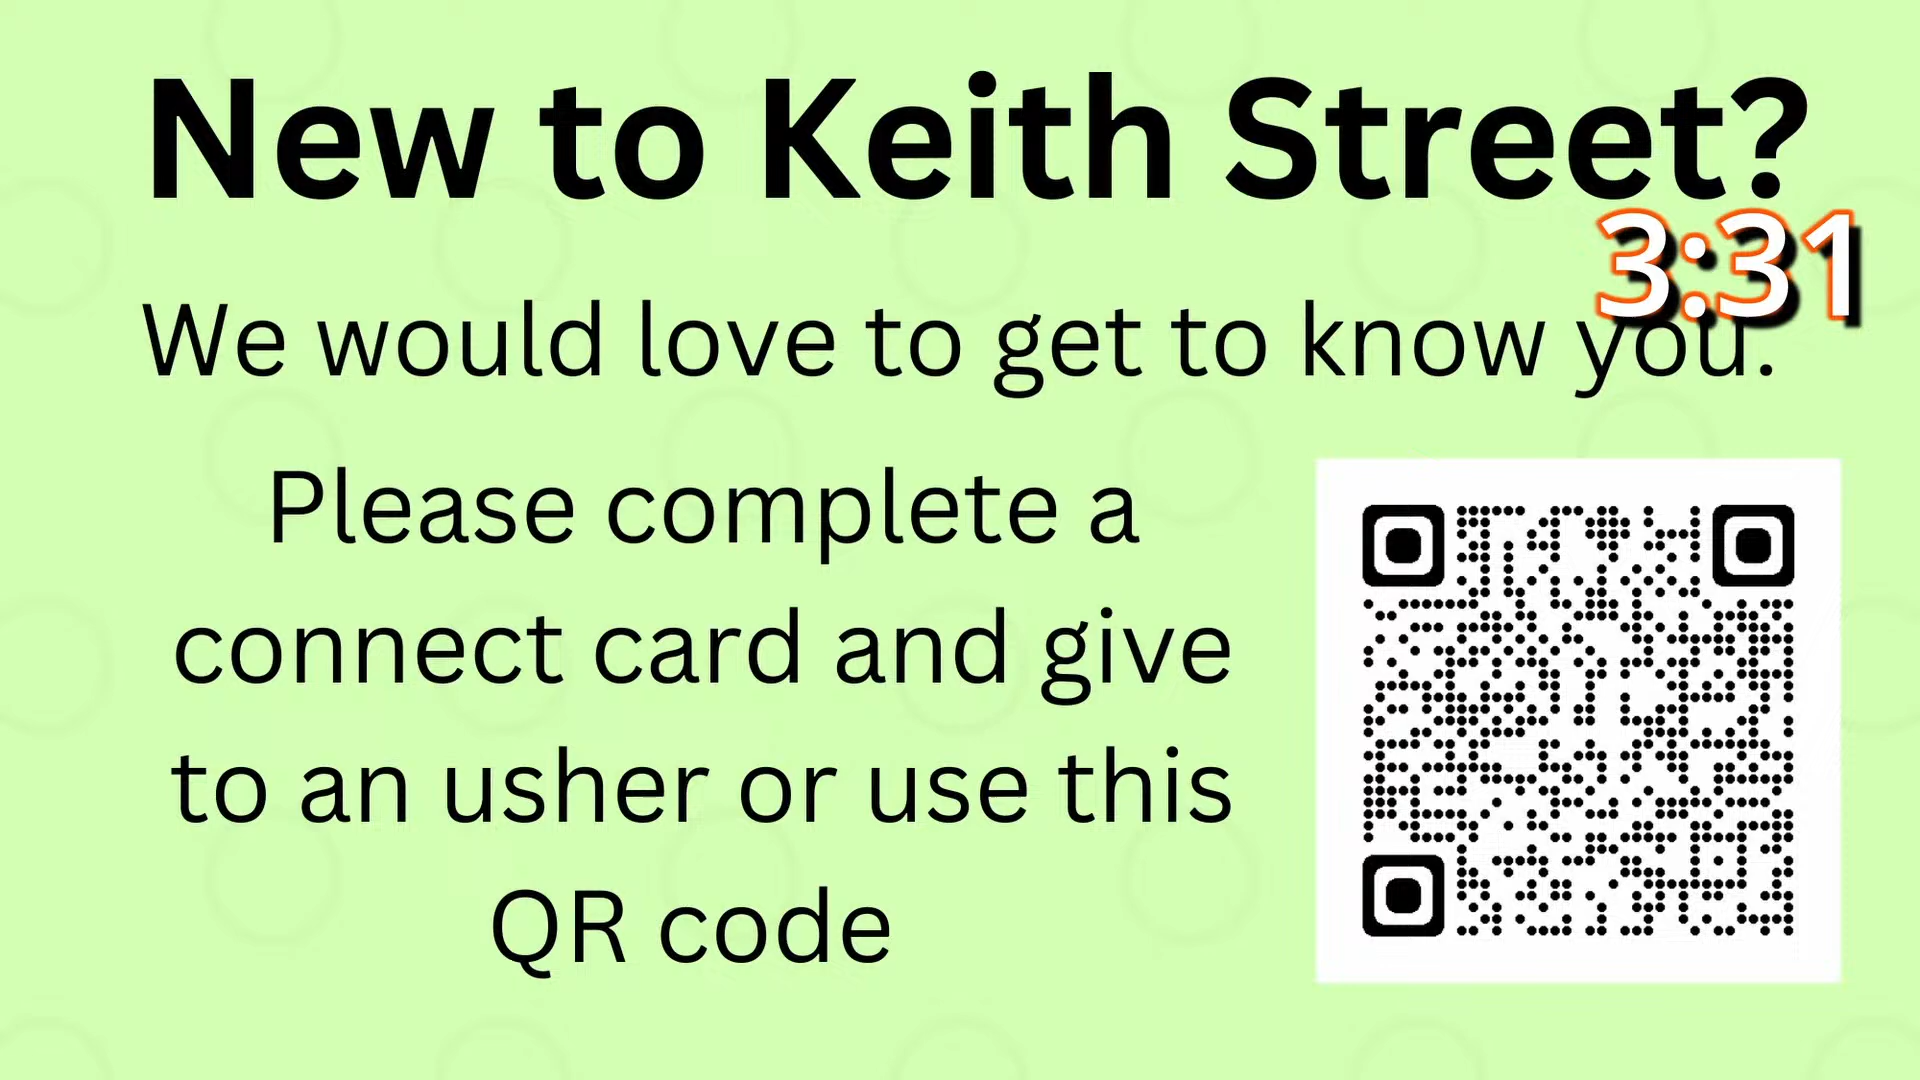 New to Keith Street?
3:31
We would love to get to know you.
Please complete a
connect card and give
to an usher or use this
QR code